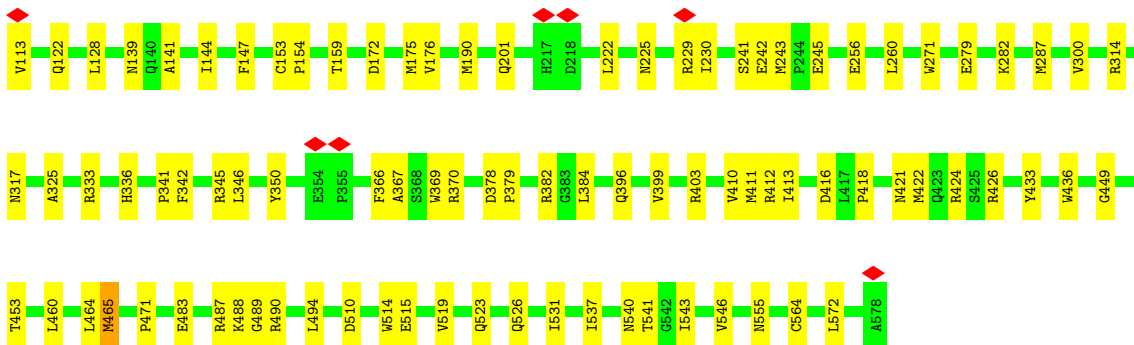 V113 Q122 L128 N139 Q140 A141 I144 F147 C153 P154 T159 D172 M175 V176 M190 Q201 H217 D218 L222 N225 R229 I230 S241 E242 M243 P244 E245 E256 L260 W271 E279 K282 M287 V300 R314
N317 A325 R333 H336 P341 F342 R345 L346 Y350 E354 P355 F366 A367 S368 W369 R370 D378 P379 R382 G383 L384 Q396 V399 R403 V410 M411 R412 I413 D416 L417 P418 N421 M422 Q423 R424 S425 R426 Y433 W436 G449
T453 L460 L464 M465 P471 E483 R487 K488 G489 R490 L494 D510 W514 E515 V519 Q523 Q526 I531 I537 N540 T541 G542 I543 V546 N555 C564 L572 A578